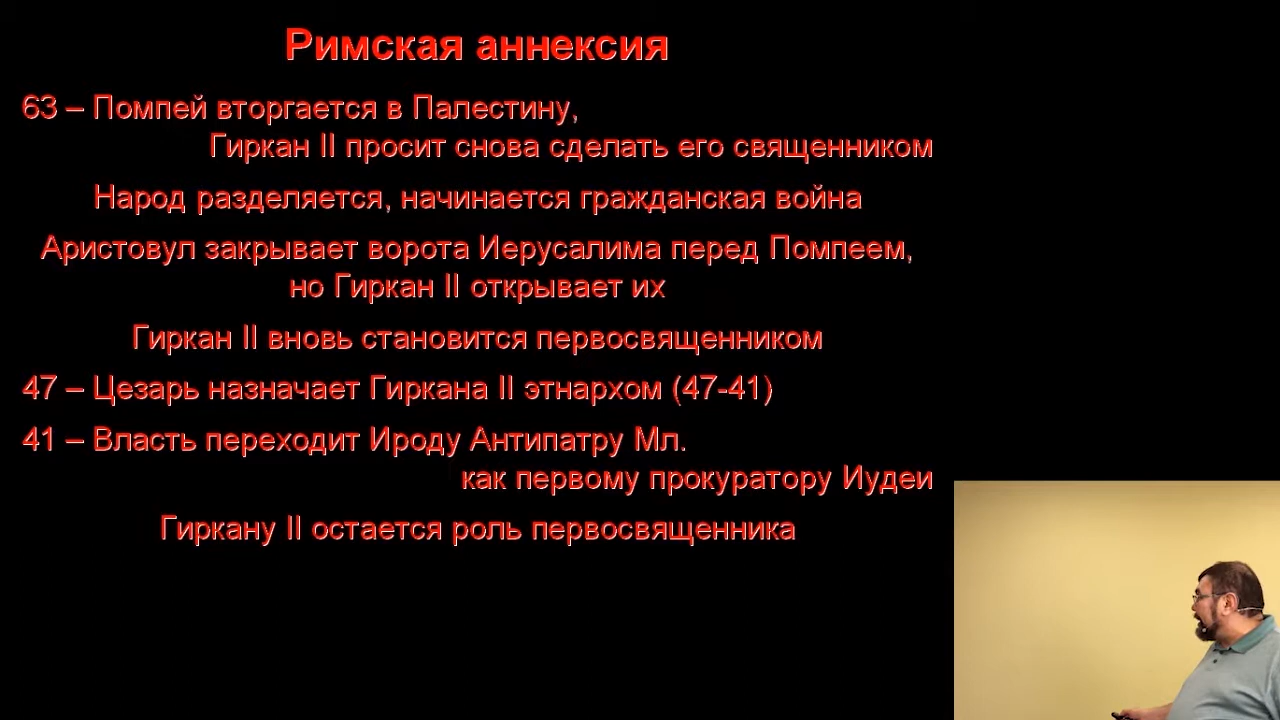 Римская аннексия
63 – Помпей вторгается в Палестину,
Гиркан II просит снова сделать его священником
Народ разделяется, начинается гражданская война
Аристовул закрывает ворота Иерусалима перед Помпеем,
но Гиркан II открывает их
Гиркан II вновь становится первосвященником
47 – Цезарь назначает Гиркана II этнархом (47-41)
41 – Власть переходит Ироду Антипатру Мл.
как первому прокуратору Иудеи
Гиркану II остается роль первосвященника